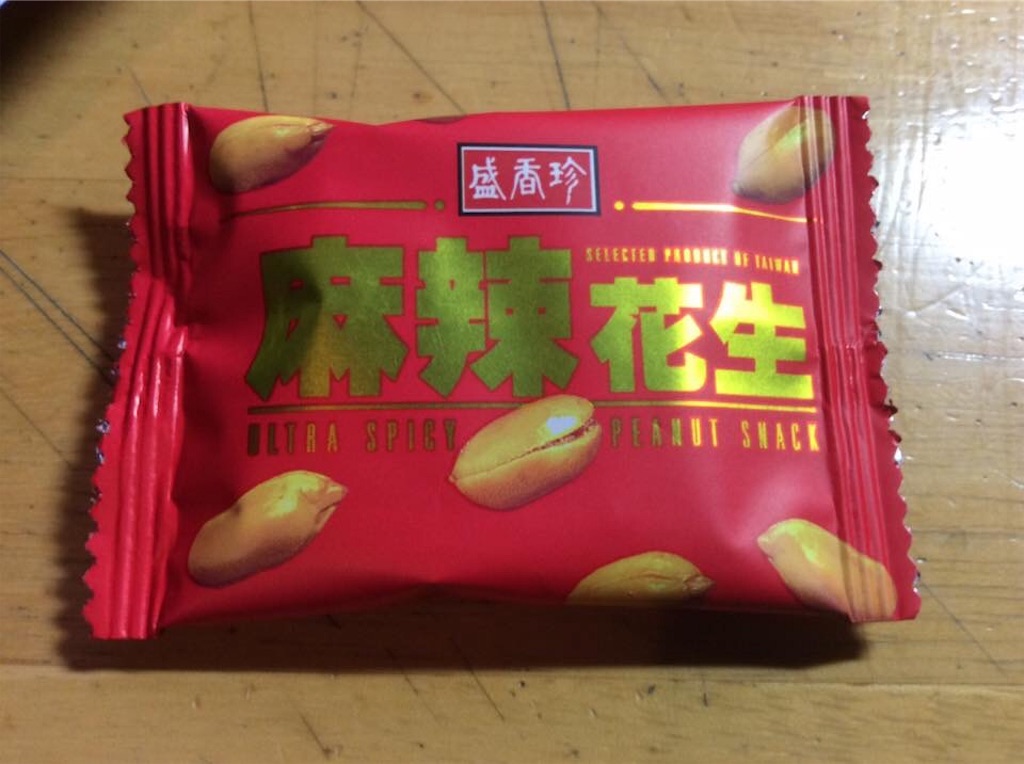 盛香珍
SELECTED PRODUCT OF TAIWAN
麻辣花生
ULTRA SPICY PEANUT SNACK